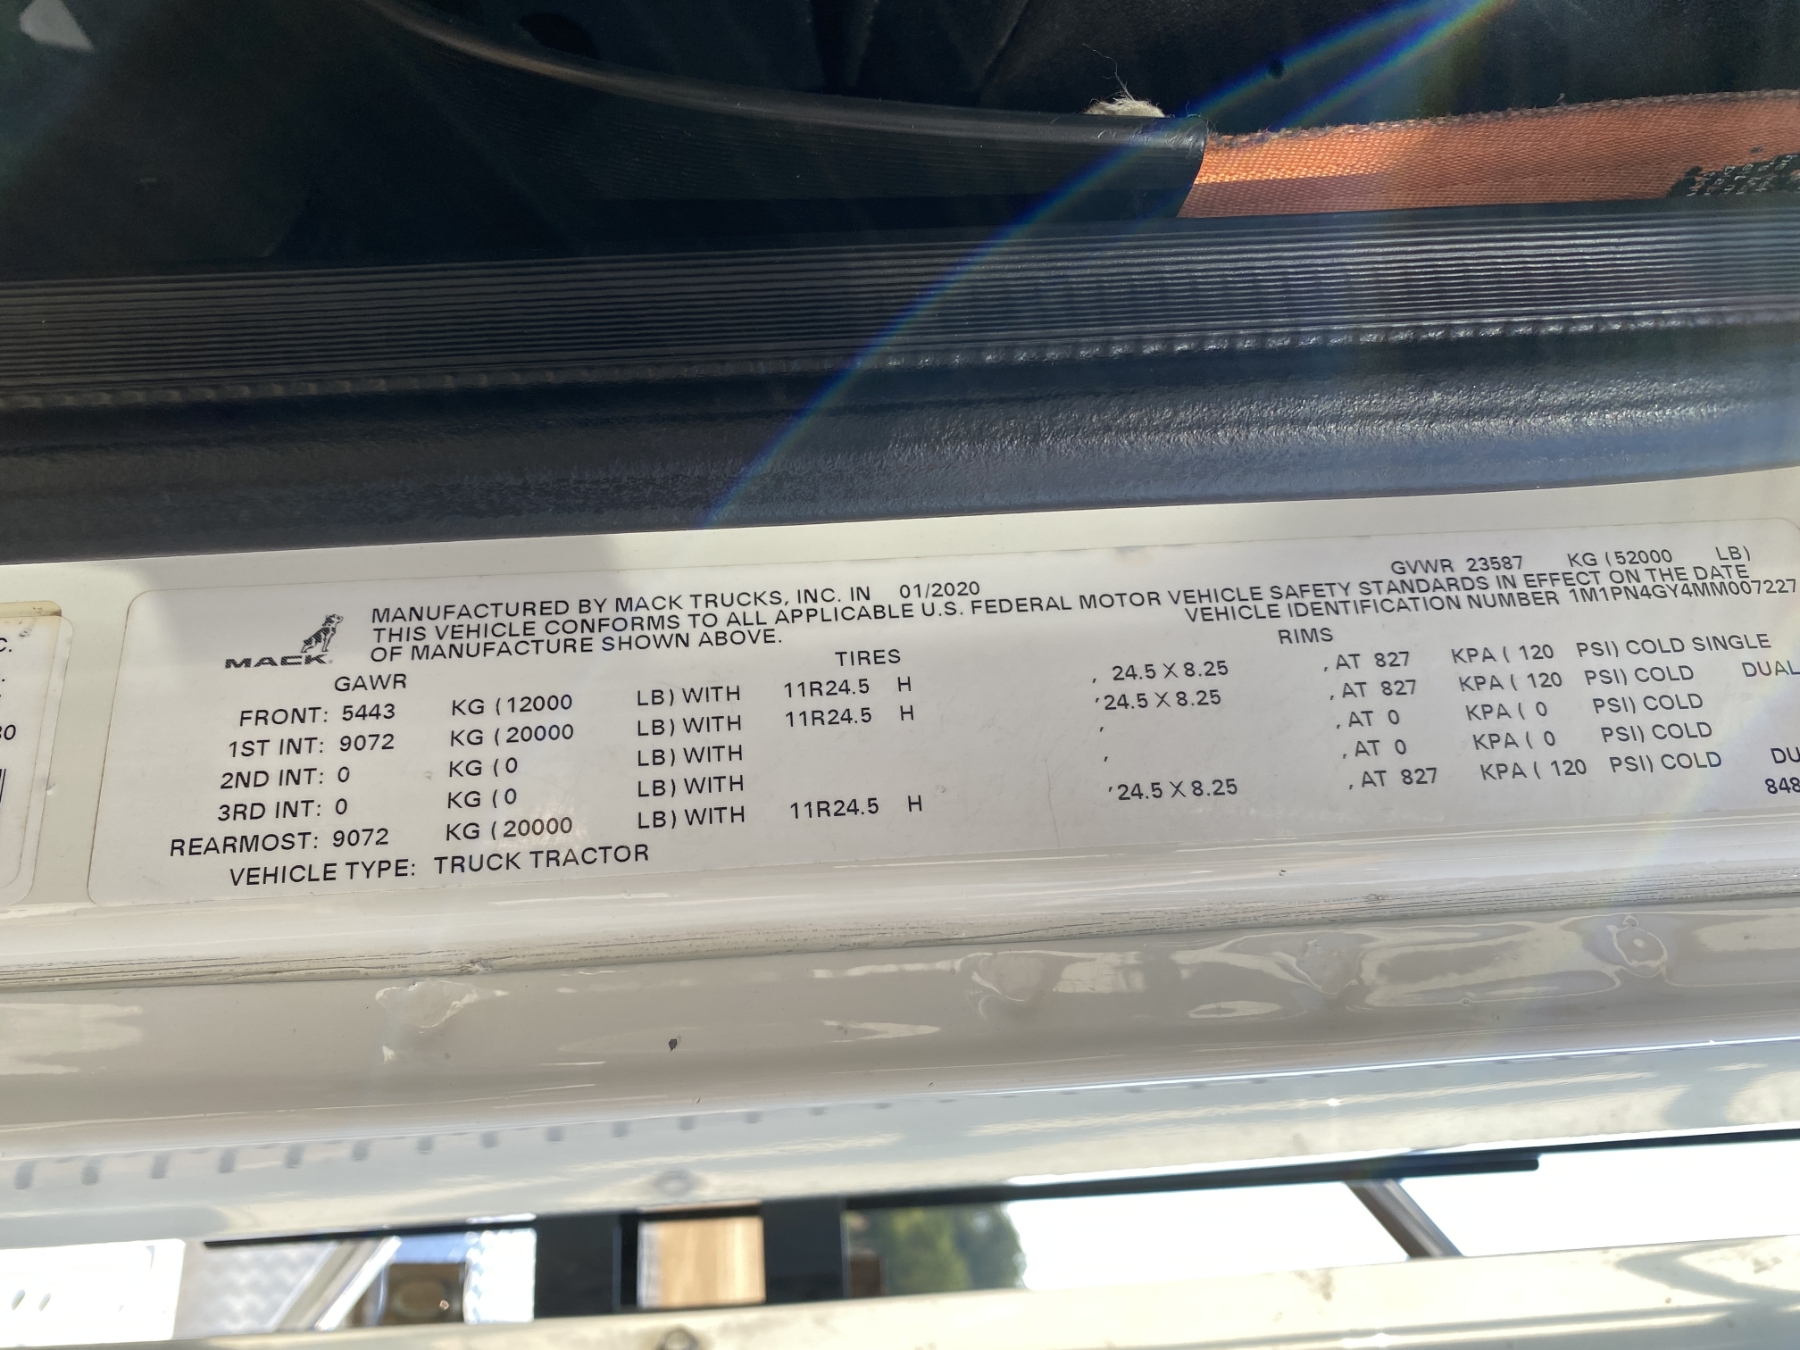 GVWR 23587 KG ( 52000 LB)
MANUFACTURED BY MACK TRUCKS, INC. IN 01/2020
THIS VEHICLE CONFORMS TO ALL APPLICABLE U.S. FEDERAL MOTOR VEHICLE SAFETY STANDARDS IN EFFECT ON THE DATE
OF MANUFACTURE SHOWN ABOVE.
VEHICLE IDENTIFICATION NUMBER 1M1PN4GY4MM007227
MACK
GAWR TIRES RIMS
FRONT: 5443 KG ( 12000 LB) WITH 11R24.5 H , 24.5 X 8.25 , AT 827 KPA ( 120 PSI) COLD SINGLE
1ST INT: 9072 KG ( 20000 LB) WITH 11R24.5 H , 24.5 X 8.25 , AT 827 KPA ( 120 PSI) COLD DUAL
2ND INT: 0 KG ( 0 LB) WITH , , AT 0 KPA ( 0 PSI) COLD
3RD INT: 0 KG ( 0 LB) WITH , , AT 0 KPA ( 0 PSI) COLD
REARMOST: 9072 KG ( 20000 LB) WITH 11R24.5 H , 24.5 X 8.25 , AT 827 KPA ( 120 PSI) COLD DU
VEHICLE TYPE: TRUCK TRACTOR 848